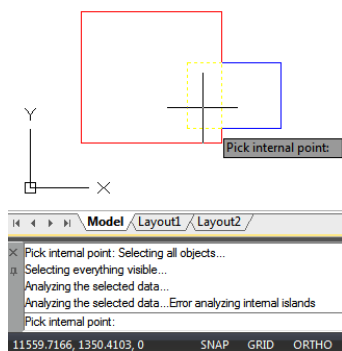 Pick internal point:
Y
X
Model Layout1 Layout2
Pick internal point: Selecting all objects...
Selecting everything visible...
Analyzing the selected data...
Analyzing the selected data...Error analyzing internal islands
Pick internal point:
11559.7166, 1350.4103, 0 SNAP GRID ORTHO